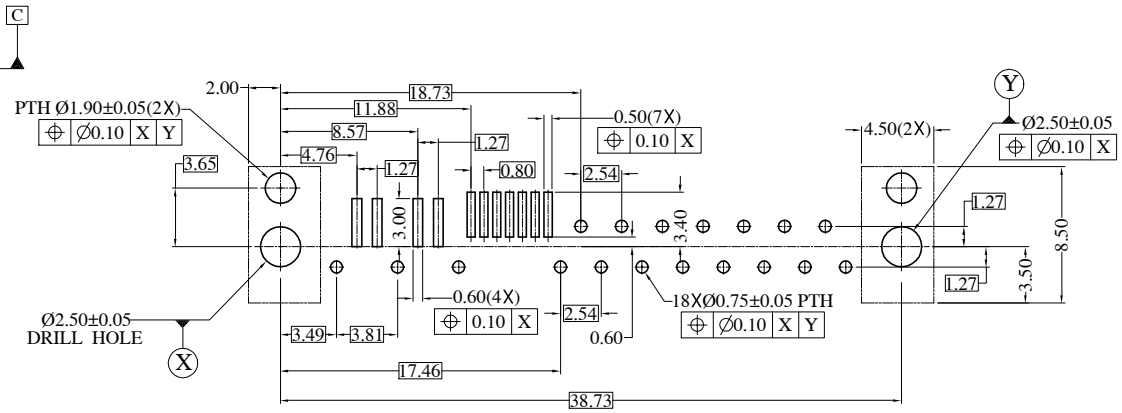 C
2.00
18.73
Y
PTH Ø1.90±0.05(2X)
11.88
0.50(7X)
⌖ Ø0.10 X Y
8.57
1.27
⌖ 0.10 X
4.50(2X)
Ø2.50±0.05
⌖ Ø0.10 X
4.76
3.65
1.27
0.80
2.54
1.27
3.00
3.40
8.50
3.50
1.27
0.60(4X)
18XØ0.75±0.05 PTH
Ø2.50±0.05
DRILL HOLE
⌖ 0.10 X
2.54
⌖ Ø0.10 X Y
3.49
3.81
0.60
X
17.46
38.73